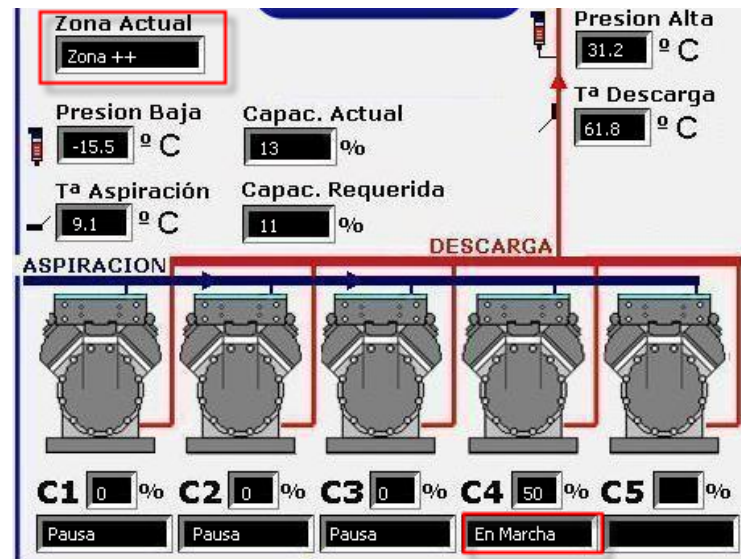 Zona Actual
Zona ++
Presion Alta
31.2 º C
Tª Descarga
61.8 º C
Presion Baja
-15.5 º C
Capac. Actual
13 %
Tª Aspiración
9.1 º C
Capac. Requerida
11 %
DESCARGA
ASPIRACION
C1 0 % C2 0 % C3 0 % C4 50 % C5 %
Pausa Pausa Pausa En Marcha